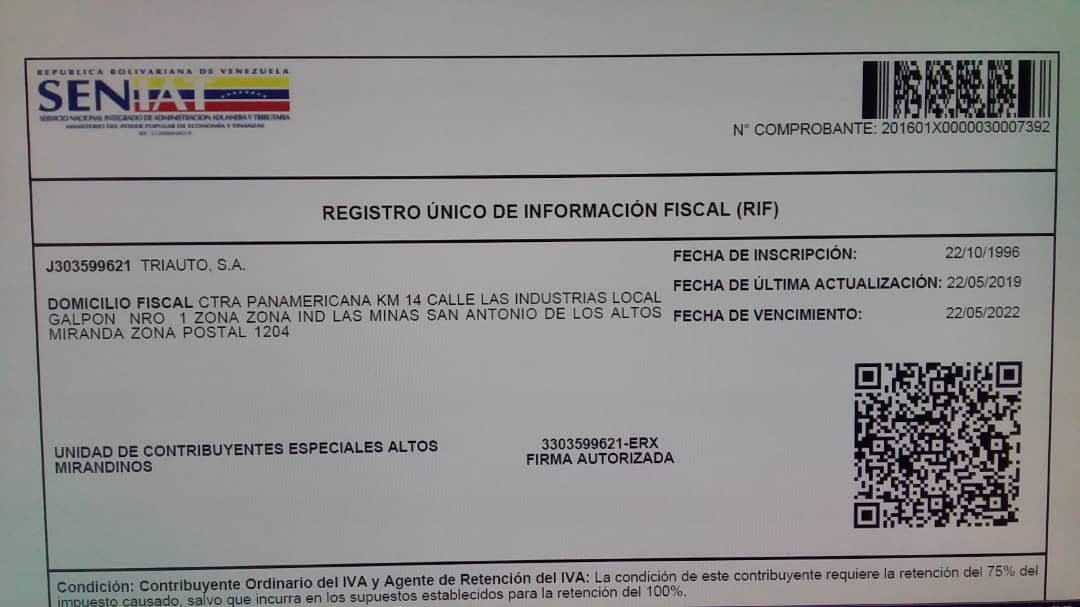 REPUBLICA BOLIVARIANA DE VENEZUELA
SENIAT
SERVICIO NACIONAL INTEGRADO DE ADMINISTRACIÓN ADUANERA Y TRIBUTARIA
MINISTERIO DEL PODER POPULAR DE ECONOMÍA Y FINANZAS
N° COMPROBANTE: 201601X0000030007392
REGISTRO ÚNICO DE INFORMACIÓN FISCAL (RIF)
J303599621 TRIAUTO, S.A.
FECHA DE INSCRIPCIÓN: 22/10/1996
FECHA DE ÚLTIMA ACTUALIZACIÓN: 22/05/2019
FECHA DE VENCIMIENTO: 22/05/2022
DOMICILIO FISCAL CTRA PANAMERICANA KM 14 CALLE LAS INDUSTRIAS LOCAL
GALPON NRO 1 ZONA ZONA IND LAS MINAS SAN ANTONIO DE LOS ALTOS
MIRANDA ZONA POSTAL 1204
UNIDAD DE CONTRIBUYENTES ESPECIALES ALTOS
MIRANDINOS
3303599621-ERX
FIRMA AUTORIZADA
Condición: Contribuyente Ordinario del IVA y Agente de Retención del IVA: La condición de este contribuyente requiere la retención del 75% del
impuesto causado, salvo que incurra en los supuestos establecidos para la retención del 100%.